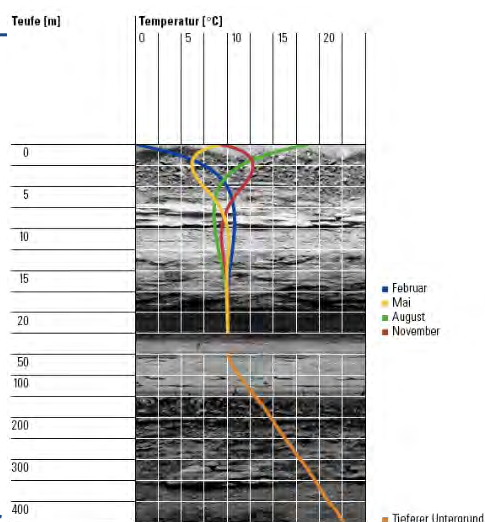 Teufe [m]
Temperatur [°C]
0 5 10 15 20
0
5
10
15
20
50
100
200
300
400
Februar
Mai
August
November
Tieferer Untergrund